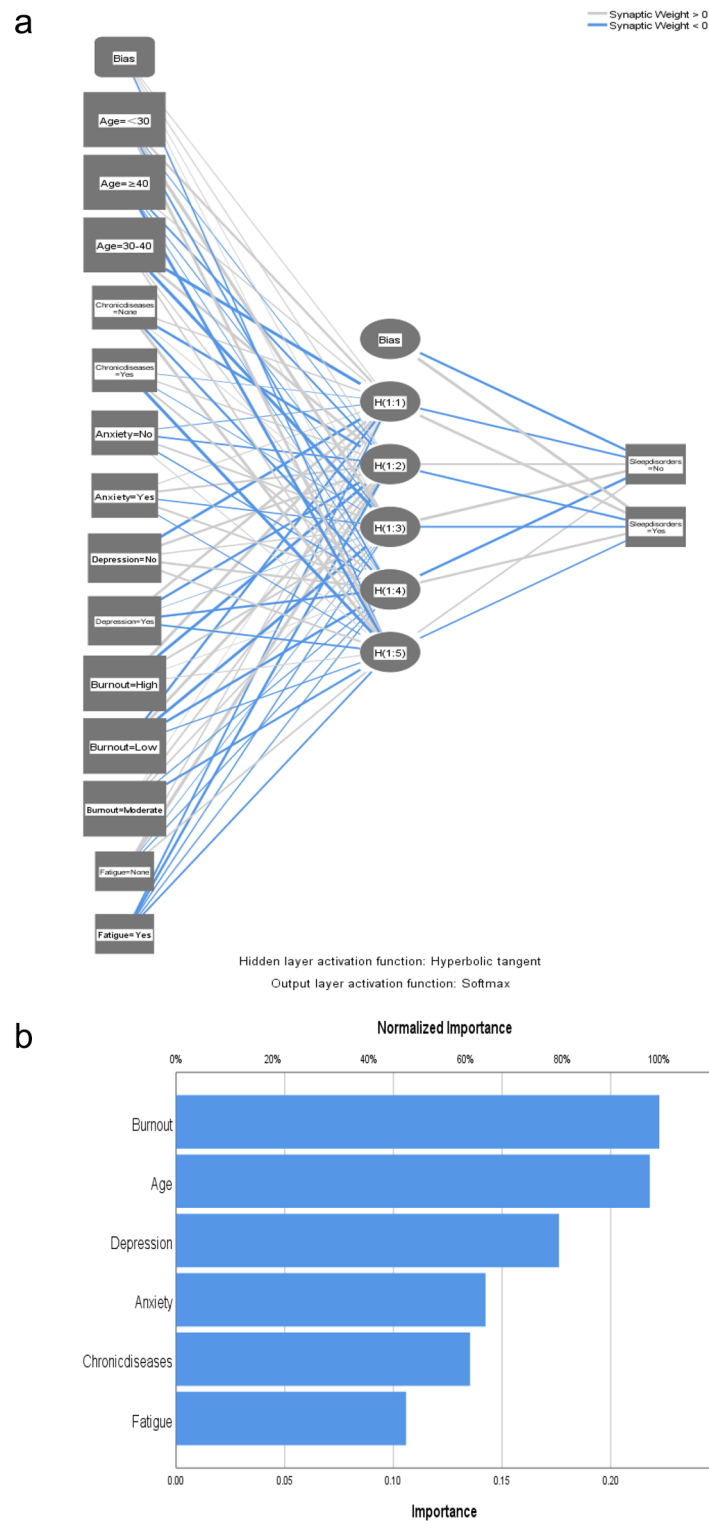 a
Synaptic Weight > 0
Synaptic Weight < 0
Bias
Age=<30
Age=≥40
Age=30-40
Chronicdiseases
=None
Chronicdiseases
=Yes
Anxiety=No
Anxiety=Yes
Depression=No
Depression=Yes
Burnout=High
Burnout=Low
Burnout=Moderate
Fatigue=None
Fatigue=Yes
Bias
H(1:1)
H(1:2)
H(1:3)
H(1:4)
H(1:5)
Sleepdisorders
=No
Sleepdisorders
=Yes
Hidden layer activation function: Hyperbolic tangent
Output layer activation function: Softmax
b
Normalized Importance
0% 20% 40% 60% 80% 100%
Burnout
Age
Depression
Anxiety
Chronicdiseases
Fatigue
0.00 0.05 0.10 0.15 0.20
Importance